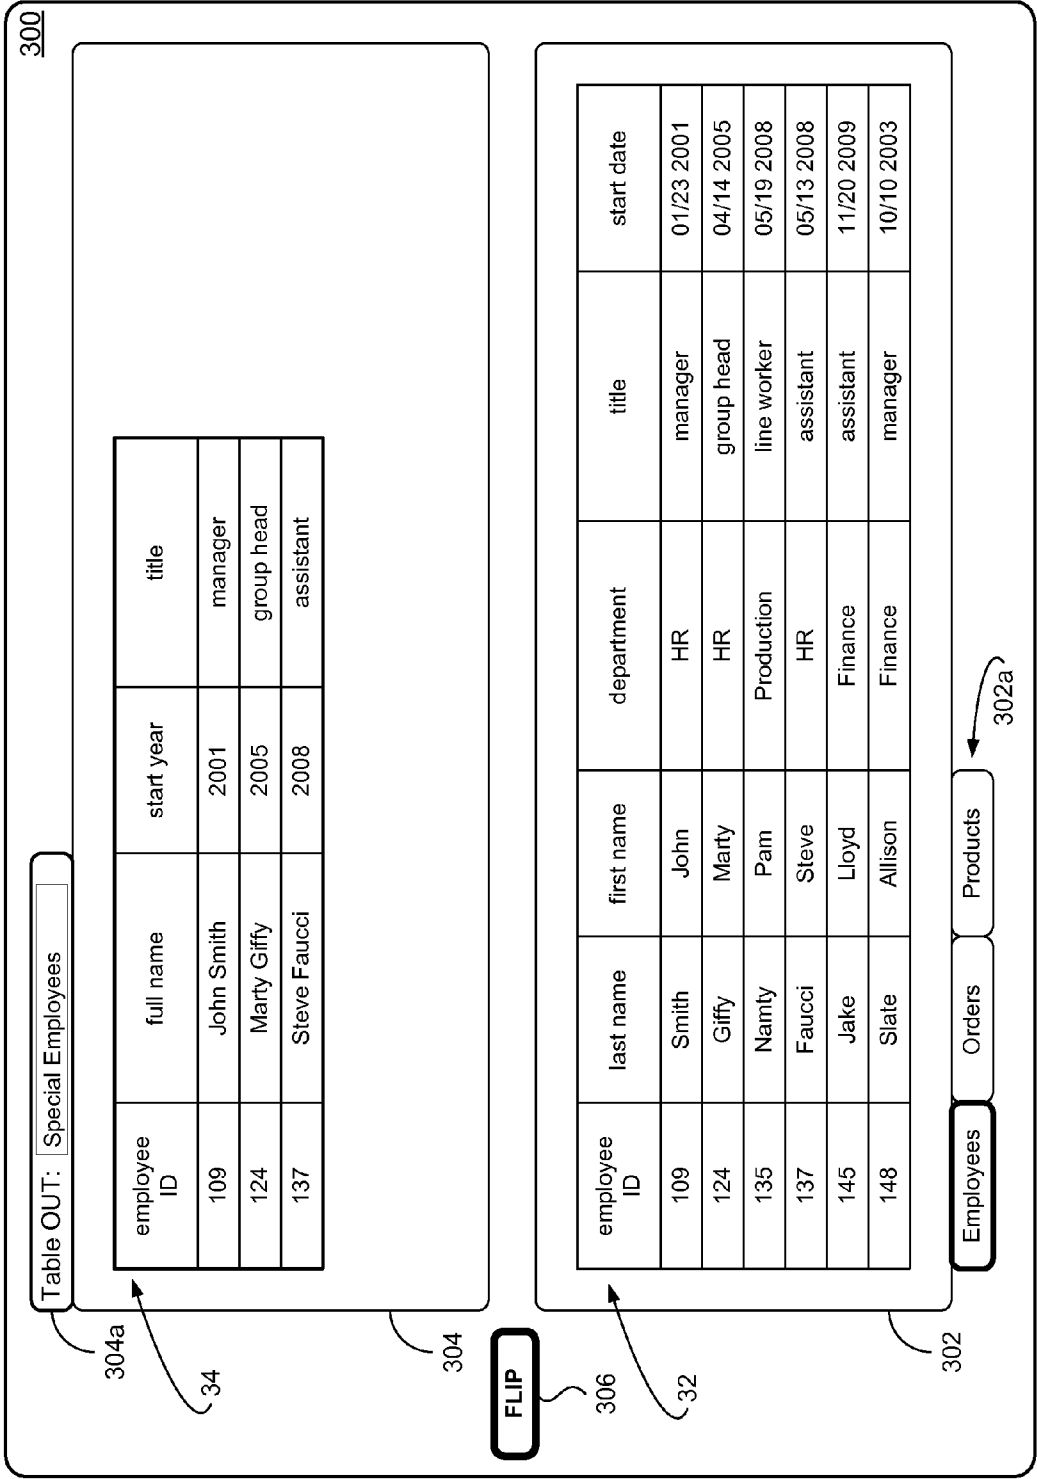 300
Table OUT: Special Employees
304a
employee ID full name start year title
109 John Smith 2001 manager
124 Marty Giffy 2005 group head
137 Steve Faucci 2008 assistant
34
304
FLIP
306
employee ID last name first name department title start date
109 Smith John HR manager 01/23 2001
124 Giffy Marty HR group head 04/14 2005
135 Namty Pam Production line worker 05/19 2008
137 Faucci Steve HR assistant 05/13 2008
145 Jake Lloyd Finance assistant 11/20 2009
148 Slate Allison Finance manager 10/10 2003
32
302
Employees Orders Products
302a